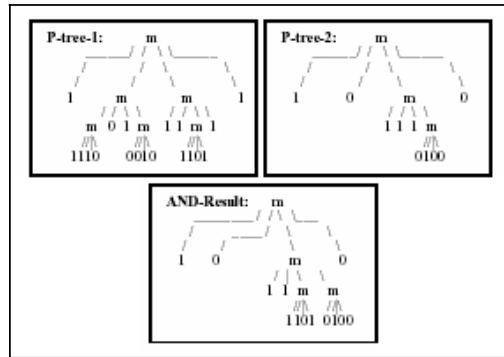 P-tree-1: m
1 m m 1
m 0 1 m 1 1 m 1
1110 0010 1101
P-tree-2: m
1 0 m 0
1 1 1 m
0100
AND-Result: m
1 0 m 0
1 1 m m
1101 0100